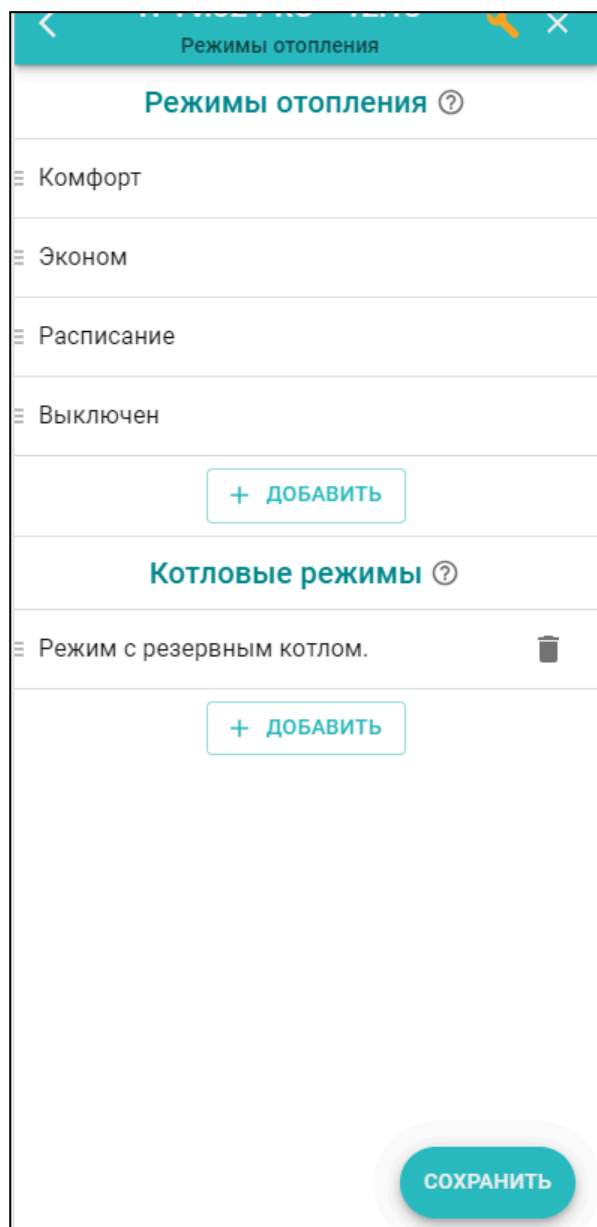 Режимы отопления
Режимы отопления
Комфорт
Эконом
Расписание
Выключен
+ ДОБАВИТЬ
Котловые режимы
Режим с резервным котлом.
+ ДОБАВИТЬ
СОХРАНИТЬ